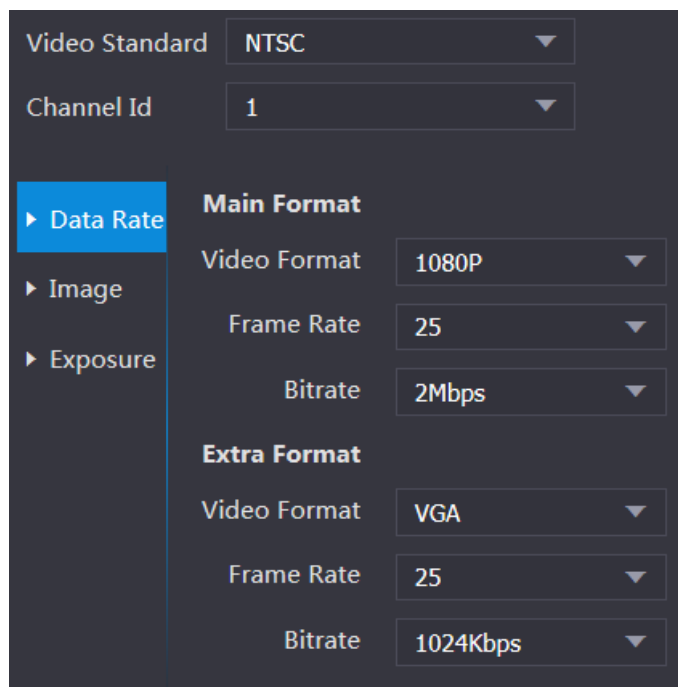 Video Standard NTSC
Channel Id 1
Data Rate
Image
Exposure
Main Format
Video Format 1080P
Frame Rate 25
Bitrate 2Mbps
Extra Format
Video Format VGA
Frame Rate 25
Bitrate 1024Kbps